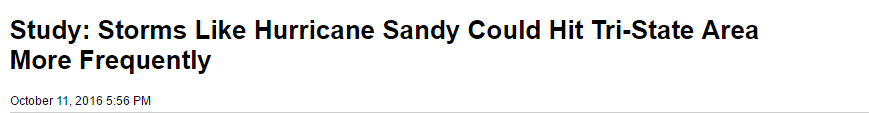 Study: Storms Like Hurricane Sandy Could Hit Tri-State Area
More Frequently
October 11, 2016 5:56 PM